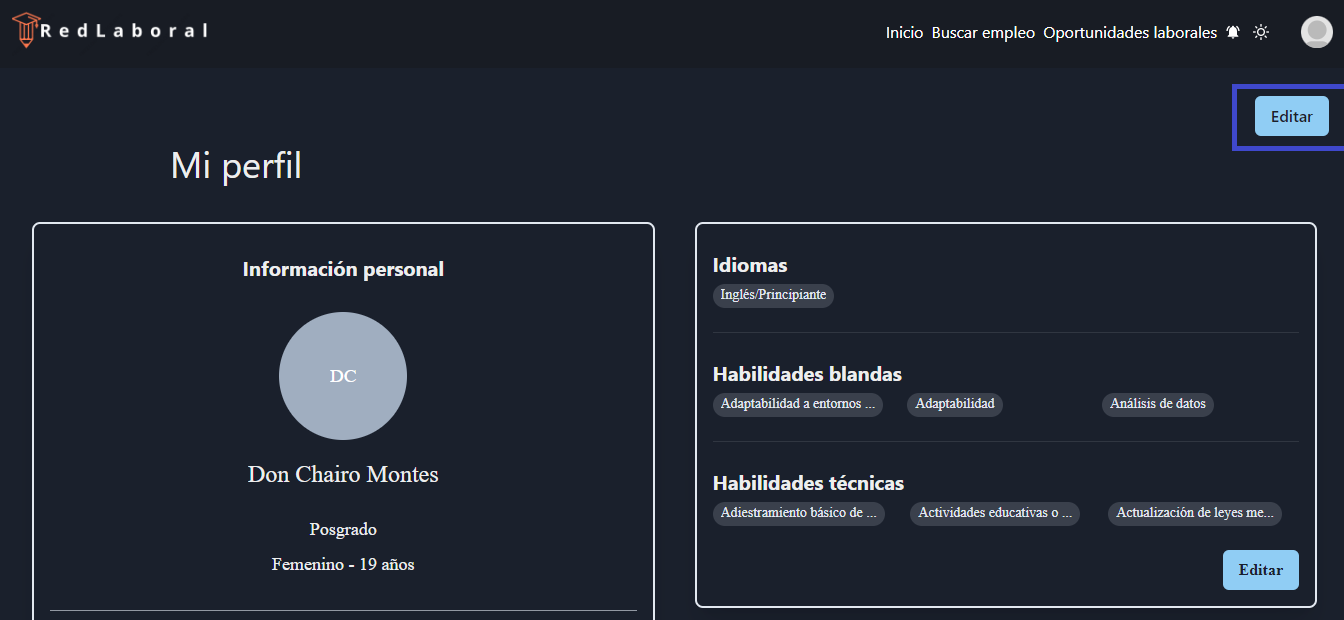 RedLaboral
Inicio Buscar empleo Oportunidades laborales
Editar
Mi perfil
Información personal
DC
Don Chairo Montes
Posgrado
Femenino - 19 años
Idiomas
Inglés/Principiante
Habilidades blandas
Adaptabilidad a entornos ... Adaptabilidad Análisis de datos
Habilidades técnicas
Adiestramiento básico de ... Actividades educativas o ... Actualización de leyes me...
Editar